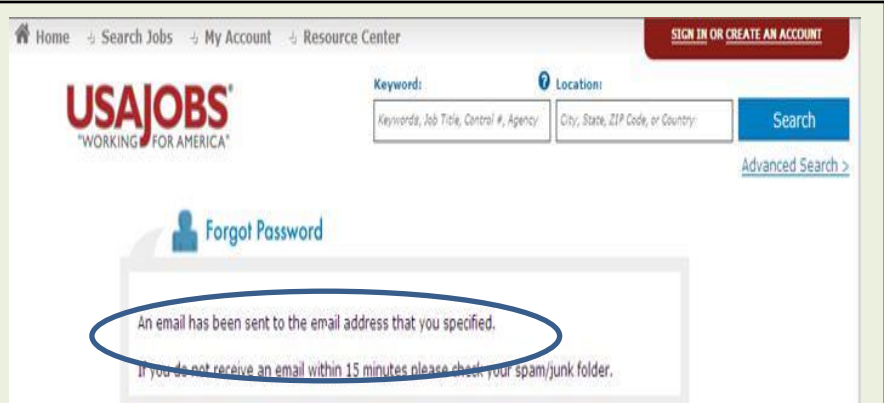 Home Search Jobs My Account Resource Center SIGN IN OR CREATE AN ACCOUNT
Keyword: ? Location:
USAJOBS®
"WORKING FOR AMERICA"
Keywords, Job Title, Control #, Agency City, State, ZIP Code, or Country Search
Advanced Search >
Forgot Password
An email has been sent to the email address that you specified.
If you do not receive an email within 15 minutes please check your spam/junk folder.